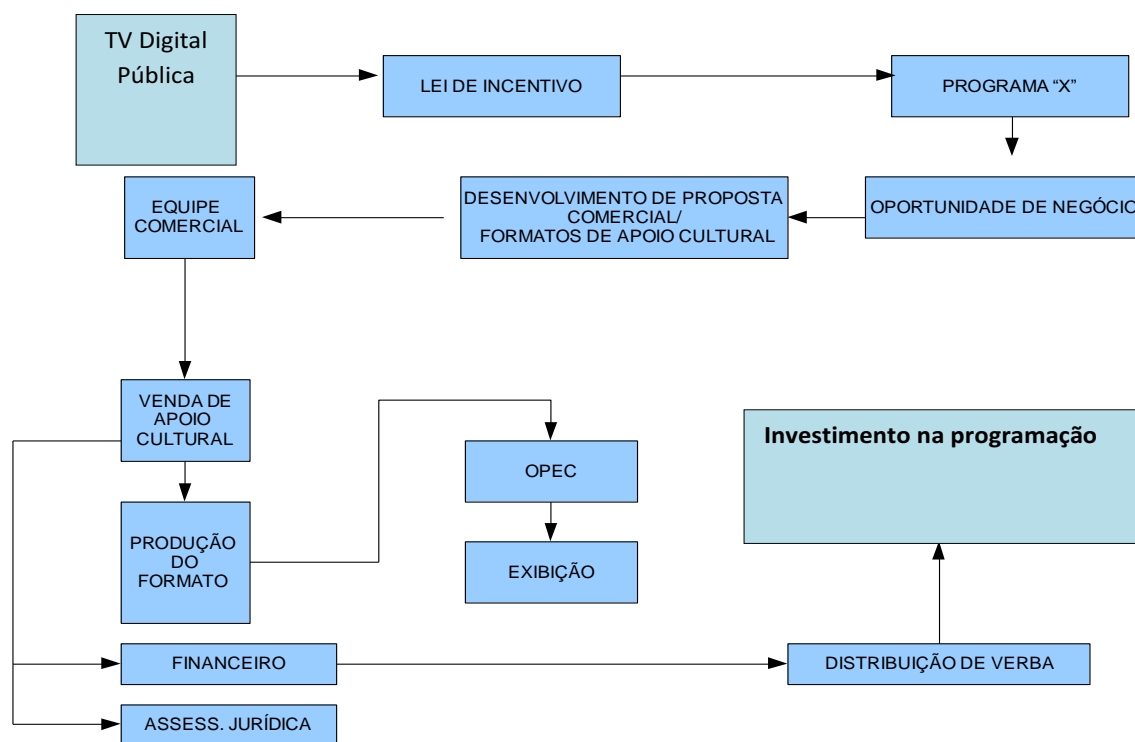 TV Digital
Pública
LEI DE INCENTIVO
PROGRAMA “X”
EQUIPE
COMERCIAL
DESENVOLVIMENTO DE PROPOSTA
COMERCIAL/
FORMATOS DE APOIO CULTURAL
OPORTUNIDADE DE NEGÓCIO
VENDA DE
APOIO
CULTURAL
OPEC
Investimento na programação
PRODUÇÃO
DO
FORMATO
EXIBIÇÃO
FINANCEIRO
DISTRIBUIÇÃO DE VERBA
ASSESS. JURÍDICA